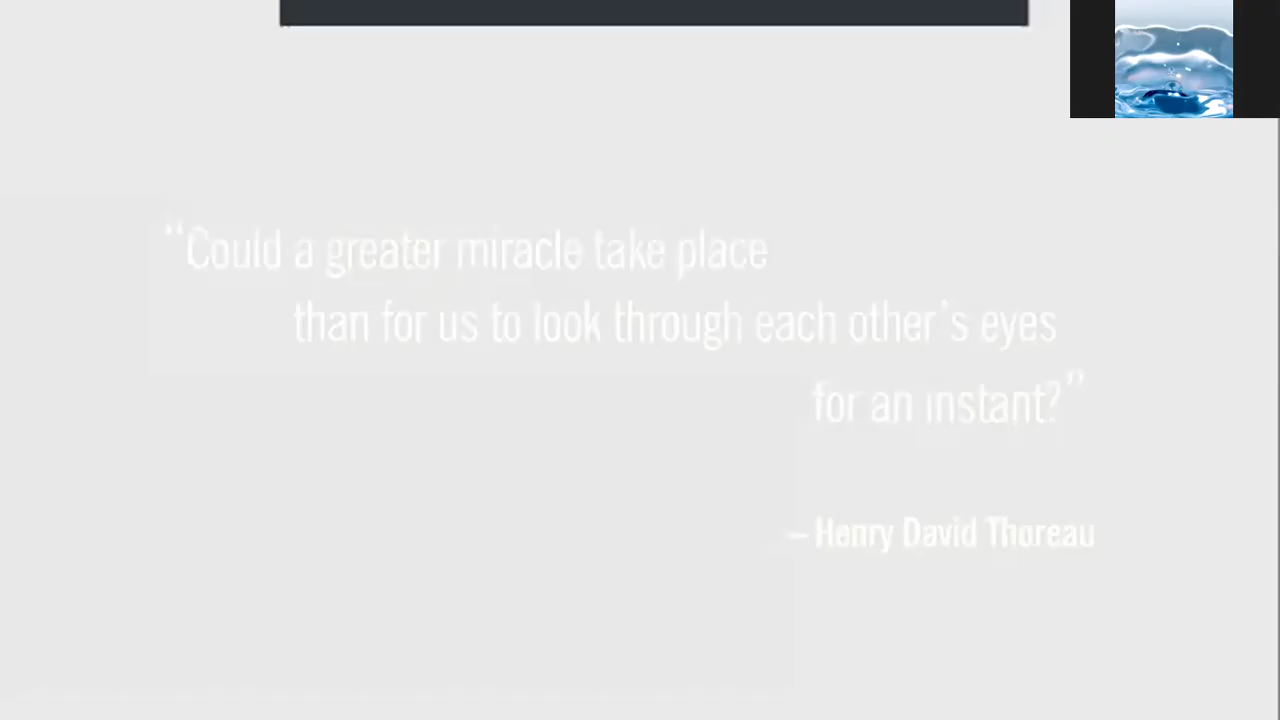 “Could a greater miracle take place
than for us to look through each other’s eyes
for an instant?”
– Henry David Thoreau